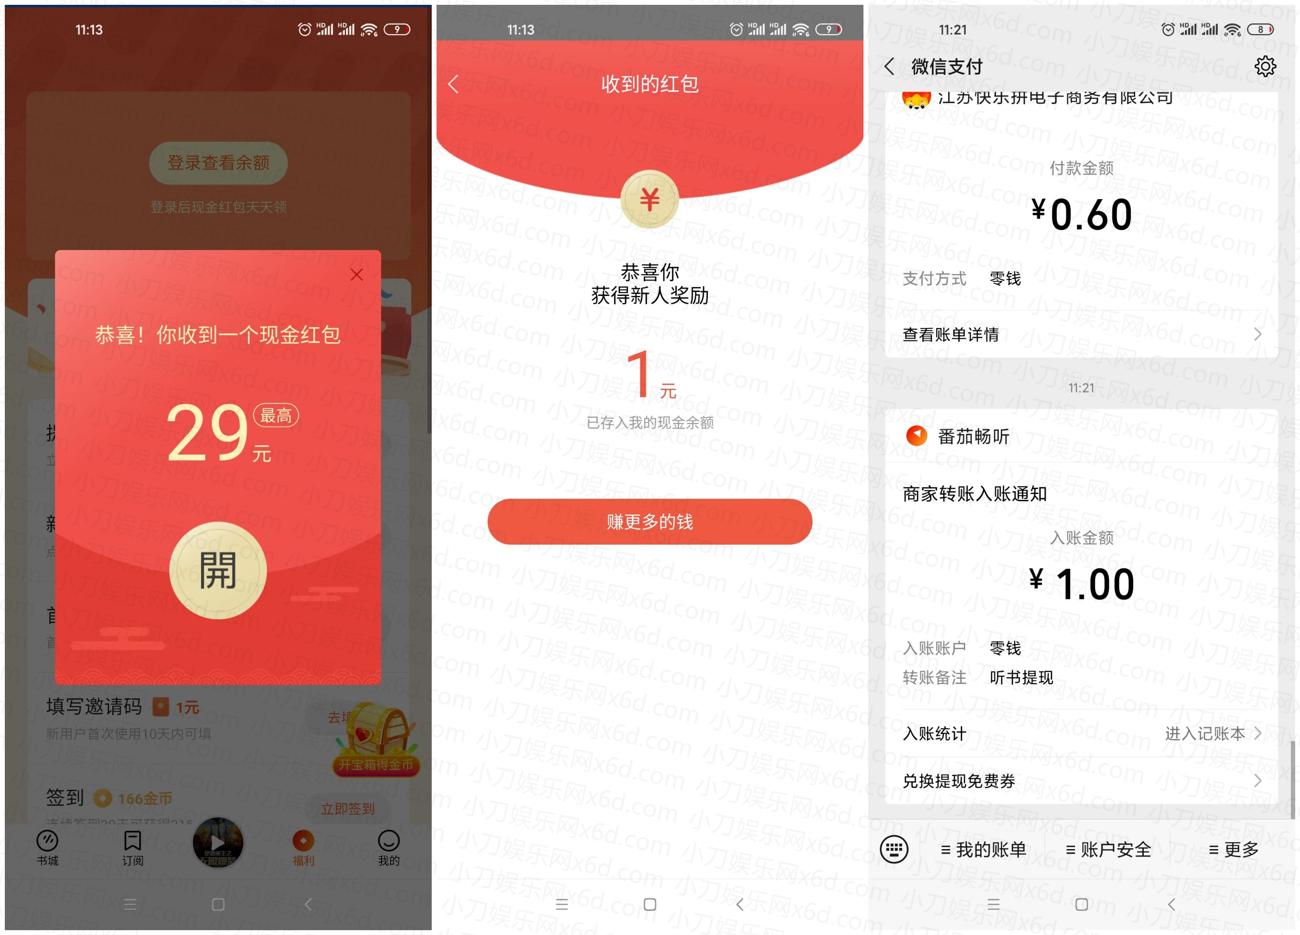 11:13
HD
HD
9
登录查看余额
登录后现金红包天天领
恭喜！你收到一个现金红包
29
最高
元
開
填写邀请码
1元
新用户首次使用10天内可填
签到
166金币
立即签到
开宝箱得金币
书城
订阅
福利
我的
11:13
HD
HD
9
收到的红包
¥
恭喜你
获得新人奖励
1元
已存入我的现金余额
赚更多的钱
11:21
HD
HD
8
微信支付
江苏快乐拼电子商务有限公司
付款金额
¥0.60
支付方式 零钱
查看账单详情
11:21
番茄畅听
商家转账入账通知
入账金额
¥ 1.00
入账账户 零钱
转账备注 听书提现
入账统计 进入记账本
兑换提现免费券
我的账单
账户安全
更多
小刀娱乐网x6d.com